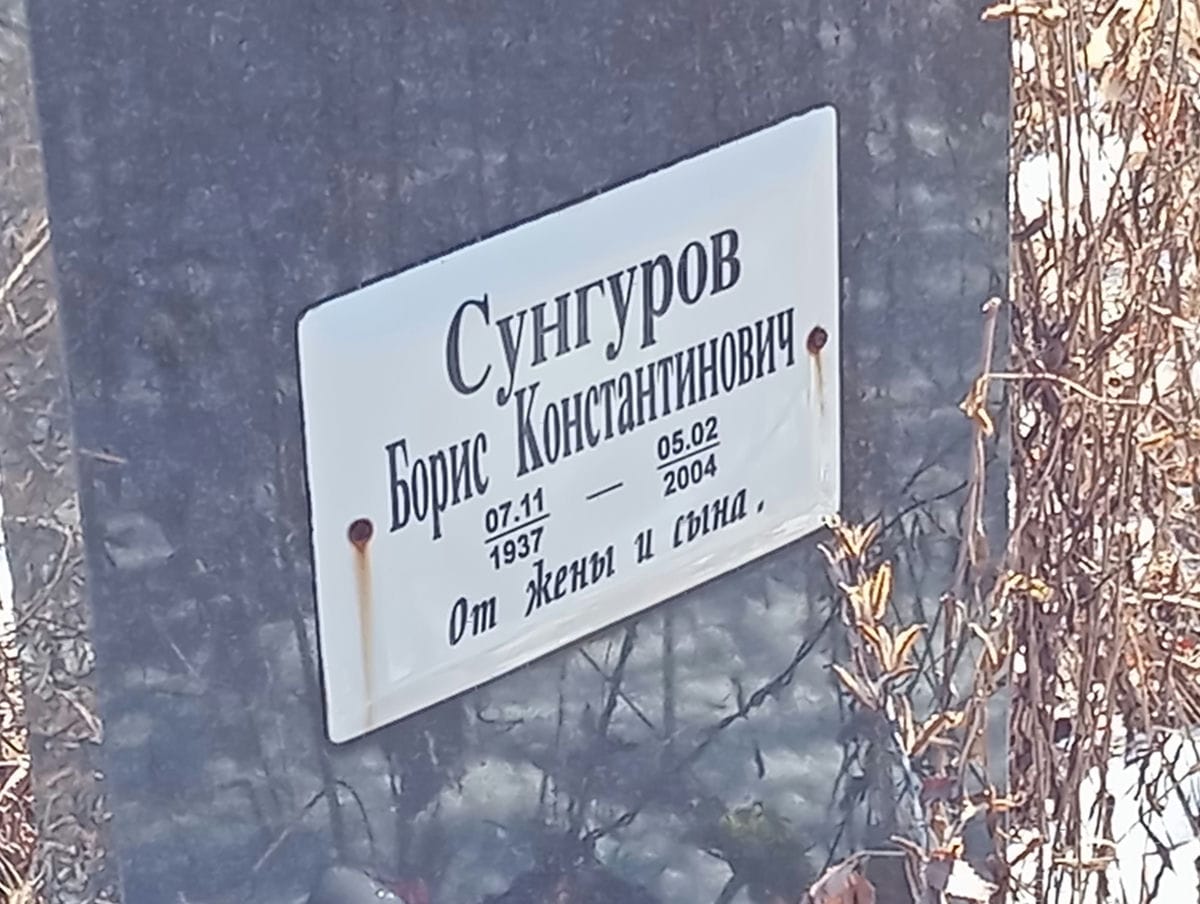 Сунгуров
Борис Константинович
07.11 — 05.02
1937 2004
От жены и сына.